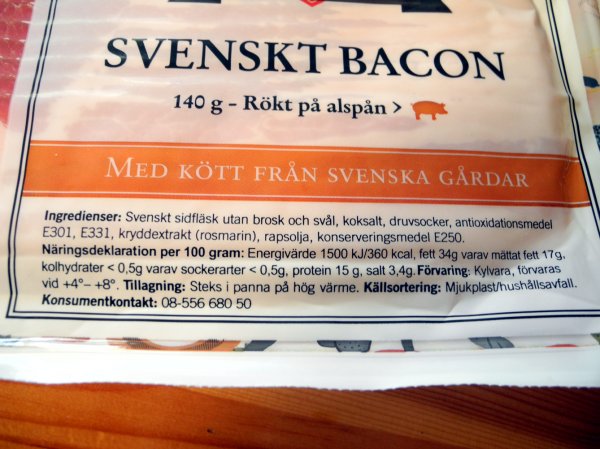 SVENSKT BACON
140 g – Rökt på alspån >
MED KÖTT FRÅN SVENSKA GÅRDAR
Ingredienser: Svenskt sidfläsk utan brosk och svål, koksalt, druvsocker, antioxidationsmedel
E301, E331, kryddextrakt (rosmarin), rapsolja, konserveringsmedel E250.
Näringsdeklaration per 100 gram: Energivärde 1500 kJ/360 kcal, fett 34g varav mättat fett 17g,
kolhydrater < 0,5g varav sockerarter < 0,5g, protein 15 g, salt 3,4g. Förvaring: Kylvara, förvaras
vid +4°– +8°. Tillagning: Steks i panna på hög värme. Källsortering: Mjukplast/hushållsavfall.
Konsumentkontakt: 08-556 680 50